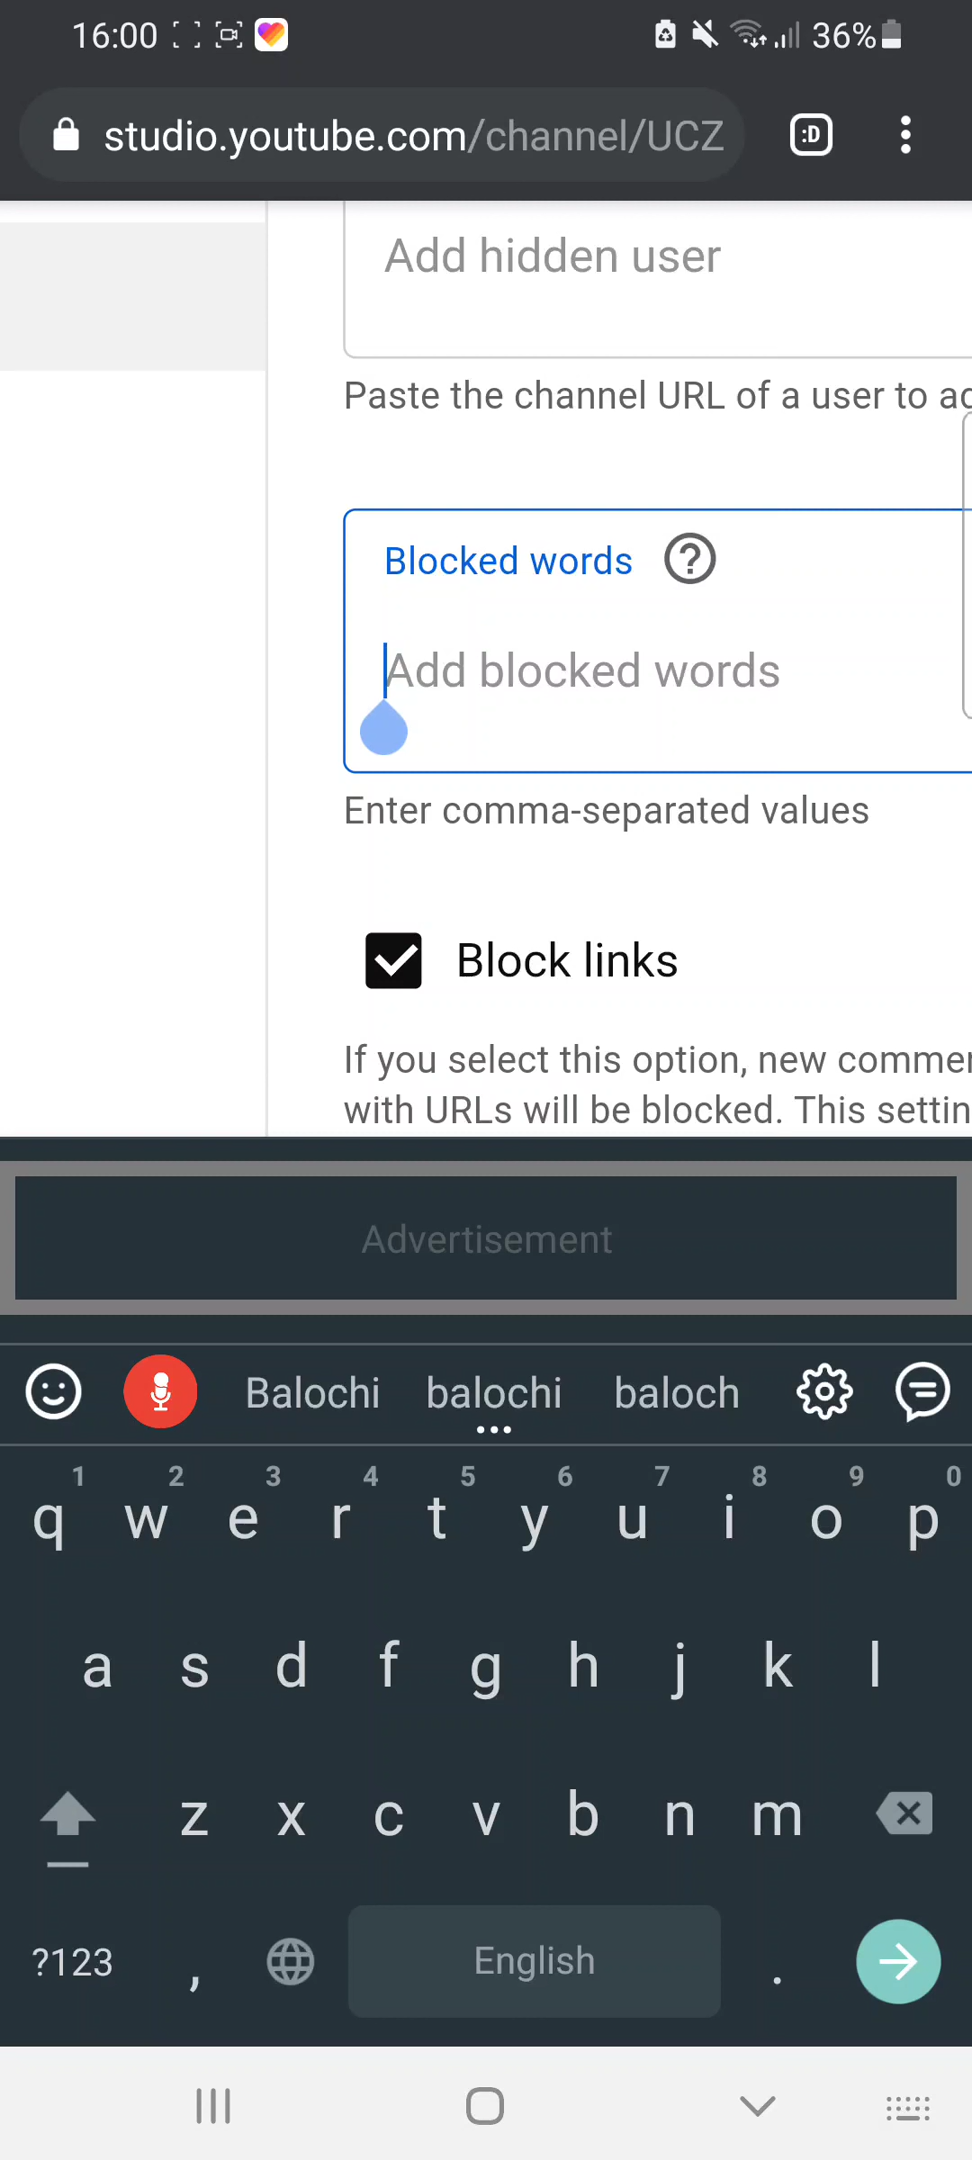 16:00 36%
studio.youtube.com/channel/UCZ :D
Add hidden user
Paste the channel URL of a user to
Blocked words ?
Add blocked words
Enter comma-separated values
Block links
If you select this option, new
with URLs will be blocked. This
Advertisement
Balochi balochi baloch
1 2 3 4 5 6 7 8 9 0
q w e r t y u i o p
a s d f g h j k l
z x c v b n m
?123 , English .